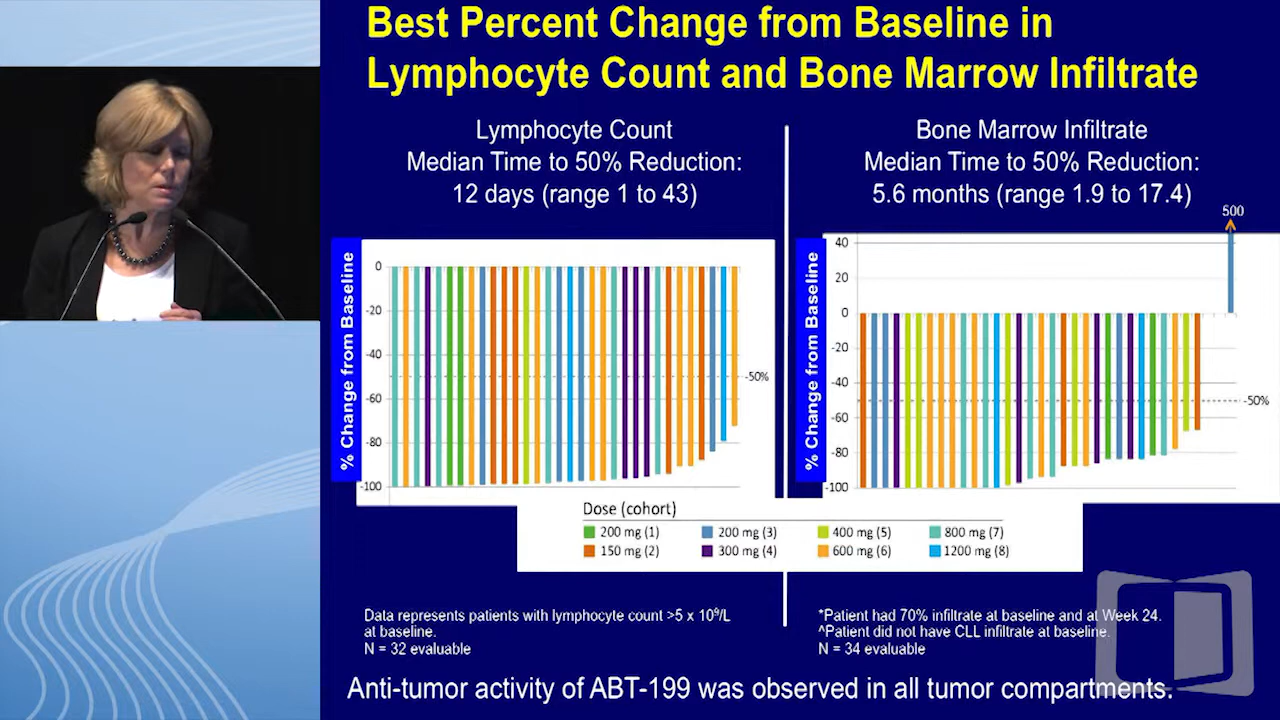 Best Percent Change from Baseline in
Lymphocyte Count and Bone Marrow Infiltrate
Lymphocyte Count
Median Time to 50% Reduction:
12 days (range 1 to 43)
Bone Marrow Infiltrate
Median Time to 50% Reduction:
5.6 months (range 1.9 to 17.4)
% Change from Baseline
0
-20
-40
-60
-80
-100
-50%
% Change from Baseline
500
40
20
0
-20
-40
-60
-80
-100
-50%
Dose (cohort)
200 mg (1)
200 mg (3)
400 mg (5)
800 mg (7)
150 mg (2)
300 mg (4)
600 mg (6)
1200 mg (8)
Data represents patients with lymphocyte count >5 x 10⁹/L
at baseline.
N = 32 evaluable
*Patient had 70% infiltrate at baseline and at Week 24.
^Patient did not have CLL infiltrate at baseline.
N = 34 evaluable
Anti-tumor activity of ABT-199 was observed in all tumor compartments.